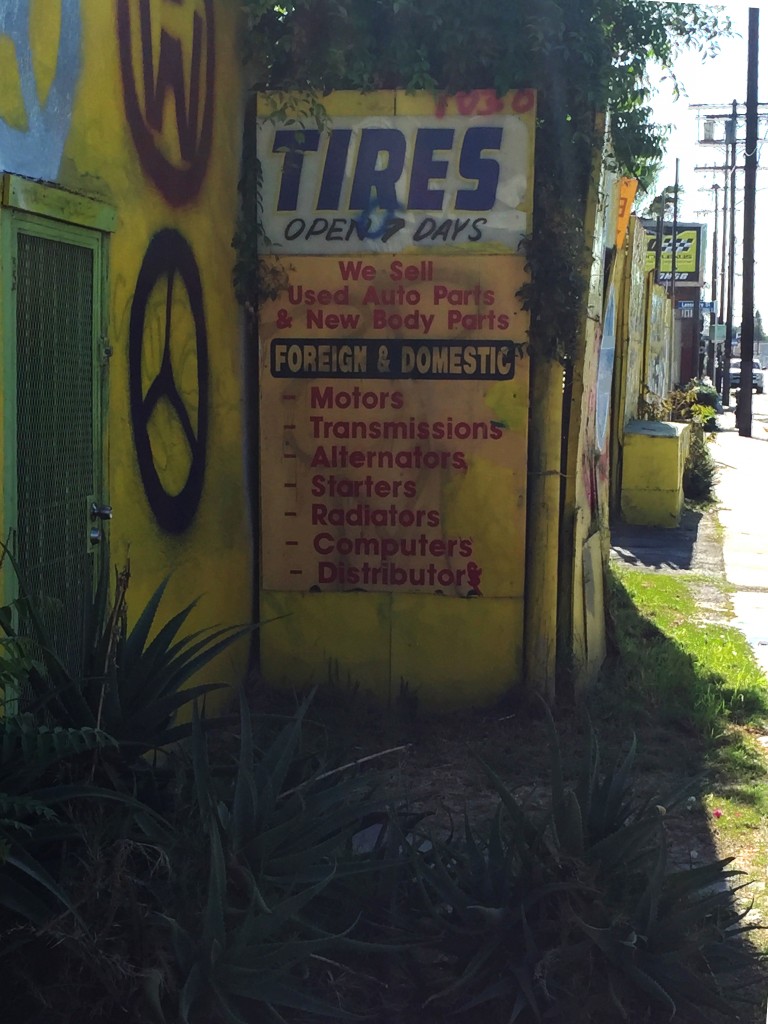 1030
TIRES
OPEN 7 DAYS
We Sell
Used Auto Parts
& New Body Parts
FOREIGN & DOMESTIC
- Motors
- Transmissions
- Alternators
- Starters
- Radiators
- Computers
- Distributors